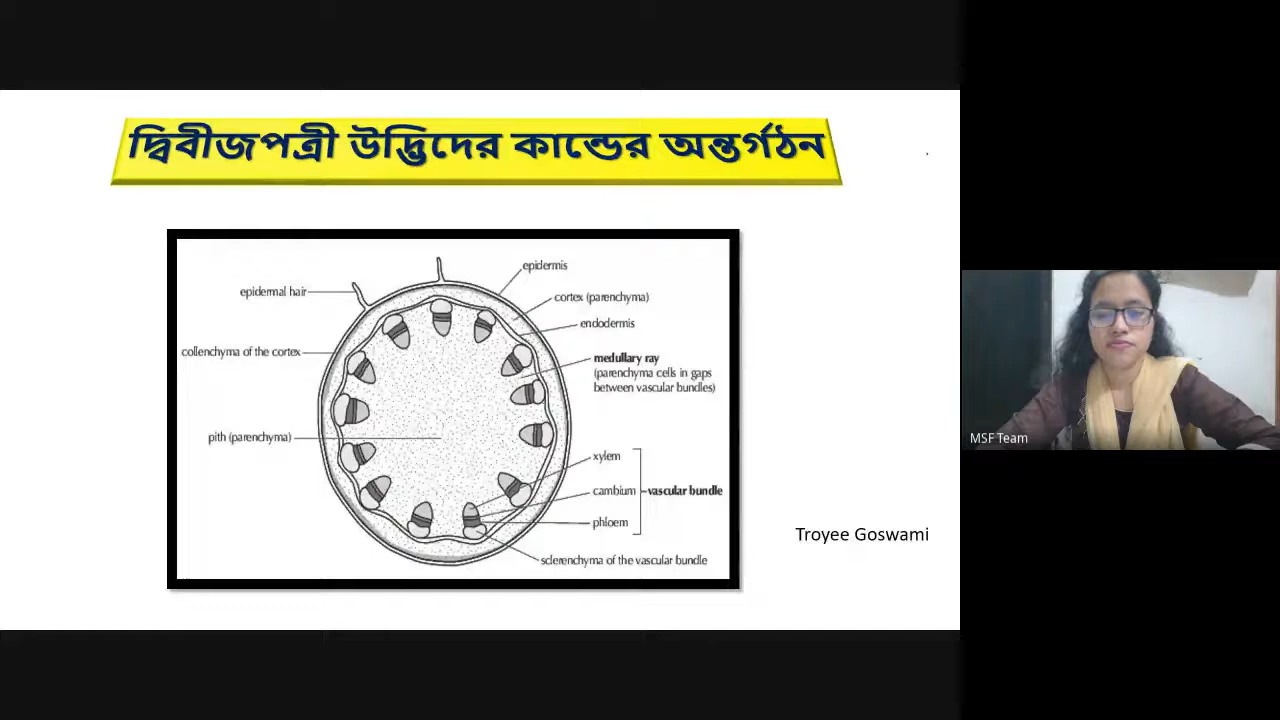 দ্বিবীজপত্রী উদ্ভিদের কান্ডের অন্তর্গঠন
epidermis
epidermal hair
cortex (parenchyma)
endodermis
collenchyma of the cortex
medullary ray
(parenchyma cells in gaps
between vascular bundles)
pith (parenchyma)
xylem
cambium
vascular bundle
phloem
sclerenchyma of the vascular bundle
Troyee Goswami
MSF Team